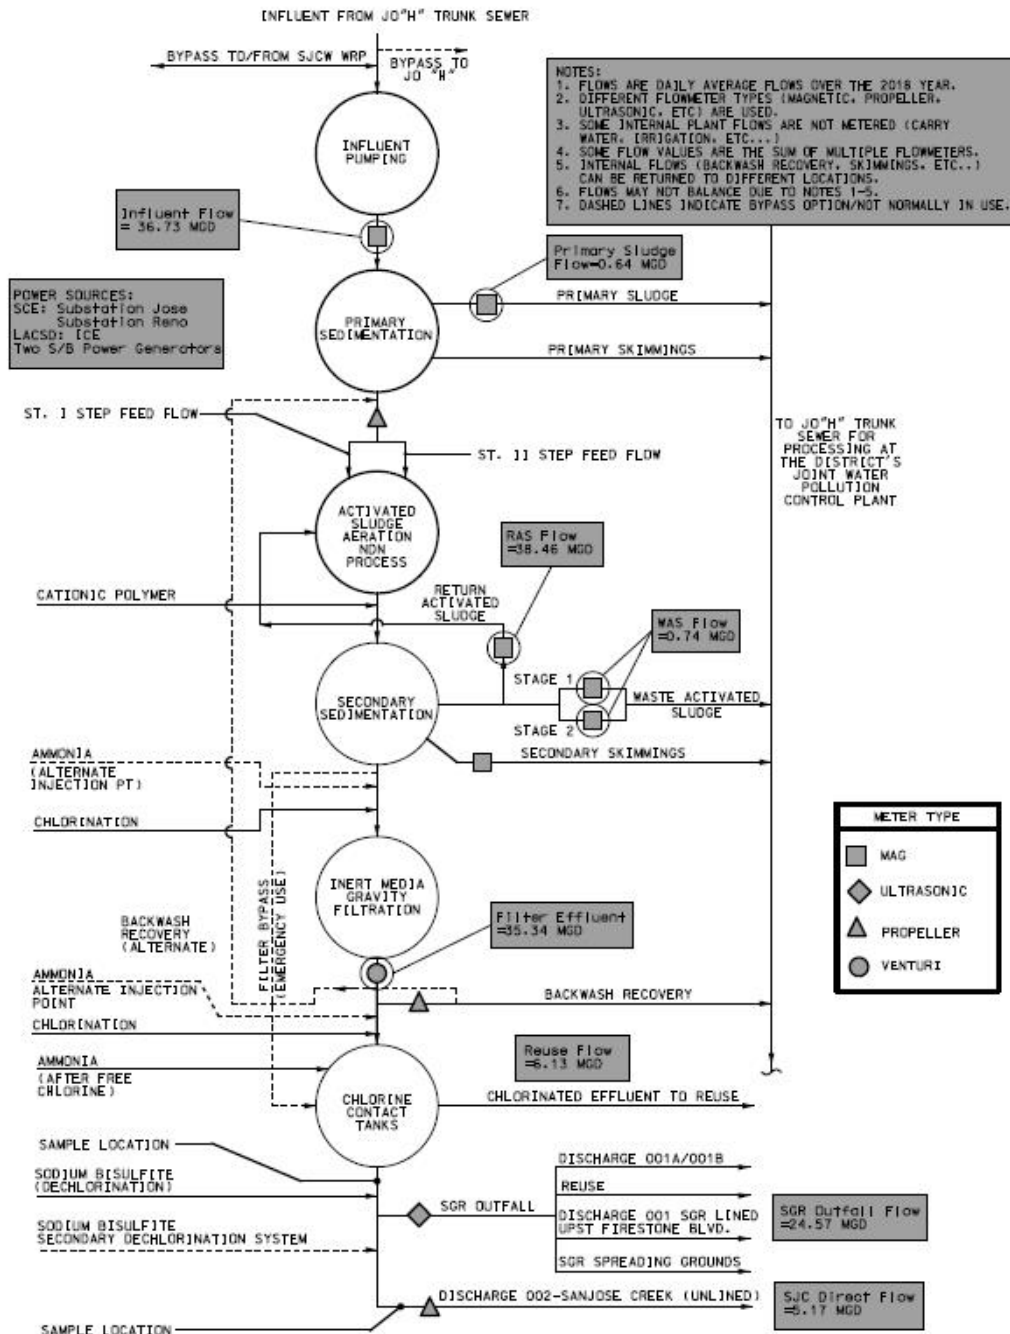 INFLUENT FROM JO"H" TRUNK SEWER
BYPASS TO/FROM SJCW WRP
BYPASS TO
JO "H"
NOTES:
1. FLOWS ARE DAILY AVERAGE FLOWS OVER THE 2018 YEAR.
2. DIFFERENT FLOWMETER TYPES (MAGNETIC, PROPELLER,
ULTRASONIC, ETC) ARE USED.
3. SOME INTERNAL PLANT FLOWS ARE NOT METERED (CARRY
WATER, IRRIGATION, ETC...)
4. SOME FLOW VALUES ARE THE SUM OF MULTIPLE FLOWMETERS.
5. INTERNAL FLOWS (BACKWASH RECOVERY, SKIMMINGS, ETC..)
CAN BE RETURNED TO DIFFERENT LOCATIONS.
6. FLOWS MAY NOT BALANCE DUE TO NOTES 1-5.
7. DASHED LINES INDICATE BYPASS OPTION/NOT NORMALLY IN USE.
INFLUENT
PUMPING
Influent Flow
= 36.73 MGD
Primary Sludge
Flow=0.64 MGD
POWER SOURCES:
SCE: Substation Jose
Substation Reno
LACSD: ICE
Two S/B Power Generators
PRIMARY
SEDIMENTATION
PRIMARY SLUDGE
PRIMARY SKIMMINGS
ST. I STEP FEED FLOW
ST. II STEP FEED FLOW
TO JO"H" TRUNK
SEWER FOR
PROCESSING AT
THE DISTRICT'S
JOINT WATER
POLLUTION
CONTROL PLANT
ACTIVATED
SLUDGE
AERATION
NDN
PROCESS
RAS Flow
=38.46 MGD
CATIONIC POLYMER
RETURN
ACTIVATED
SLUDGE
WAS Flow
=0.74 MGD
SECONDARY
SEDIMENTATION
STAGE 1
STAGE 2
WASTE ACTIVATED
SLUDGE
SECONDARY SKIMMINGS
AMMONIA
(ALTERNATE
INJECTION PT)
CHLORINATION
METER TYPE
MAG
ULTRASONIC
PROPELLER
VENTURI
INERT MEDIA
GRAVITY
FILTRATION
FILTER BYPASS
(EMERGENCY USE)
Filter Effluent
=35.34 MGD
BACKWASH
RECOVERY
(ALTERNATE)
AMMONIA
ALTERNATE INJECTION
POINT
BACKWASH RECOVERY
CHLORINATION
Reuse Flow
=6.13 MGD
AMMONIA
(AFTER FREE
CHLORINE)
CHLORINE
CONTACT
TANKS
CHLORINATED EFFLUENT TO REUSE
SAMPLE LOCATION
SODIUM BISULFITE
(DECHLORINATION)
DISCHARGE 001A/001B
REUSE
SGR OUTFALL
DISCHARGE 001 SGR LINED
UPST FIRESTONE BLVD.
SGR Outfall Flow
=24.57 MGD
SODIUM BISULFITE
SECONDARY DECHLORINATION SYSTEM
SGR SPREADING GROUNDS
DISCHARGE 002-SANJOSE CREEK (UNLINED)
SJC Direct Flow
=5.17 MGD
SAMPLE LOCATION